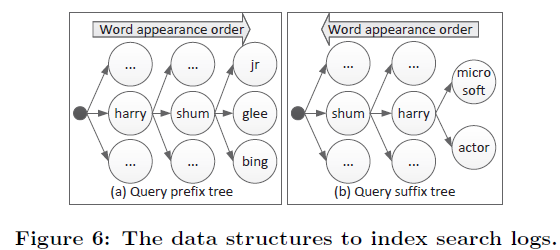 Word appearance order
... ... jr
harry shum glee
... ... bing
(a) Query prefix tree
Word appearance order
... ...
micro
soft
shum harry
actor
... ...
(b) Query suffix tree
Figure 6: The data structures to index search logs.